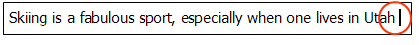 Skiing is a fabulous sport, especially when one lives in Utah